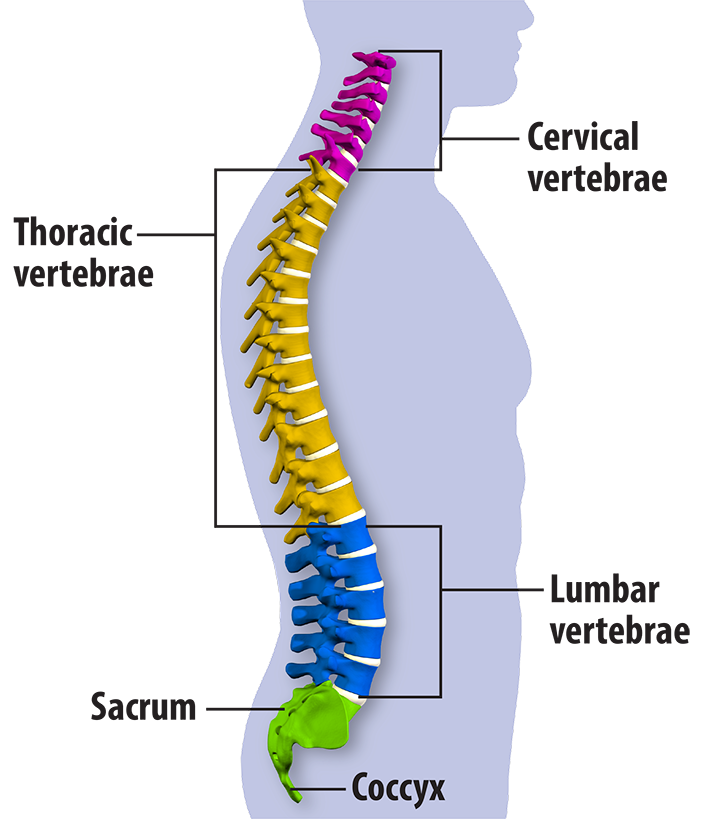 Cervical
vertebrae
Thoracic
vertebrae
Lumbar
vertebrae
Sacrum
Coccyx